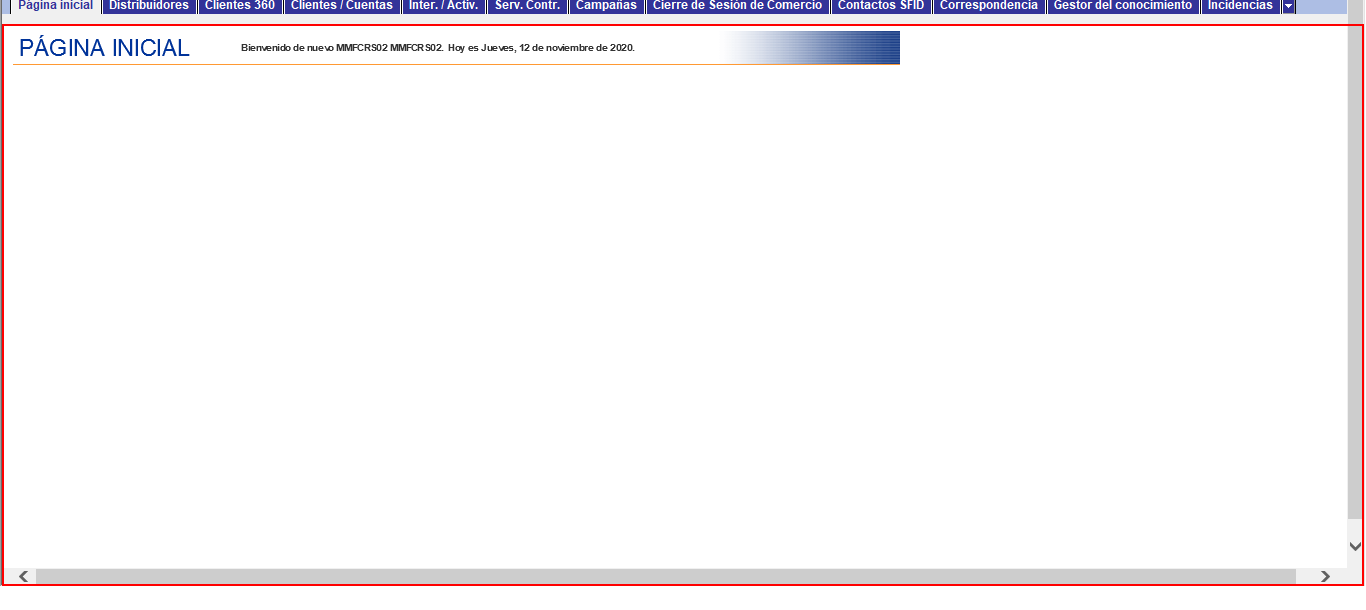 Página inicial Distribuidores Clientes 360 Clientes / Cuentas Inter. / Activ. Serv. Contr. Campañas Cierre de Sesión de Comercio Contactos SFID Correspondencia Gestor del conocimiento Incidencias
PÁGINA INICIAL Bienvenido de nuevo MMFCRS02 MMFCRS02. Hoy es Jueves, 12 de noviembre de 2020.